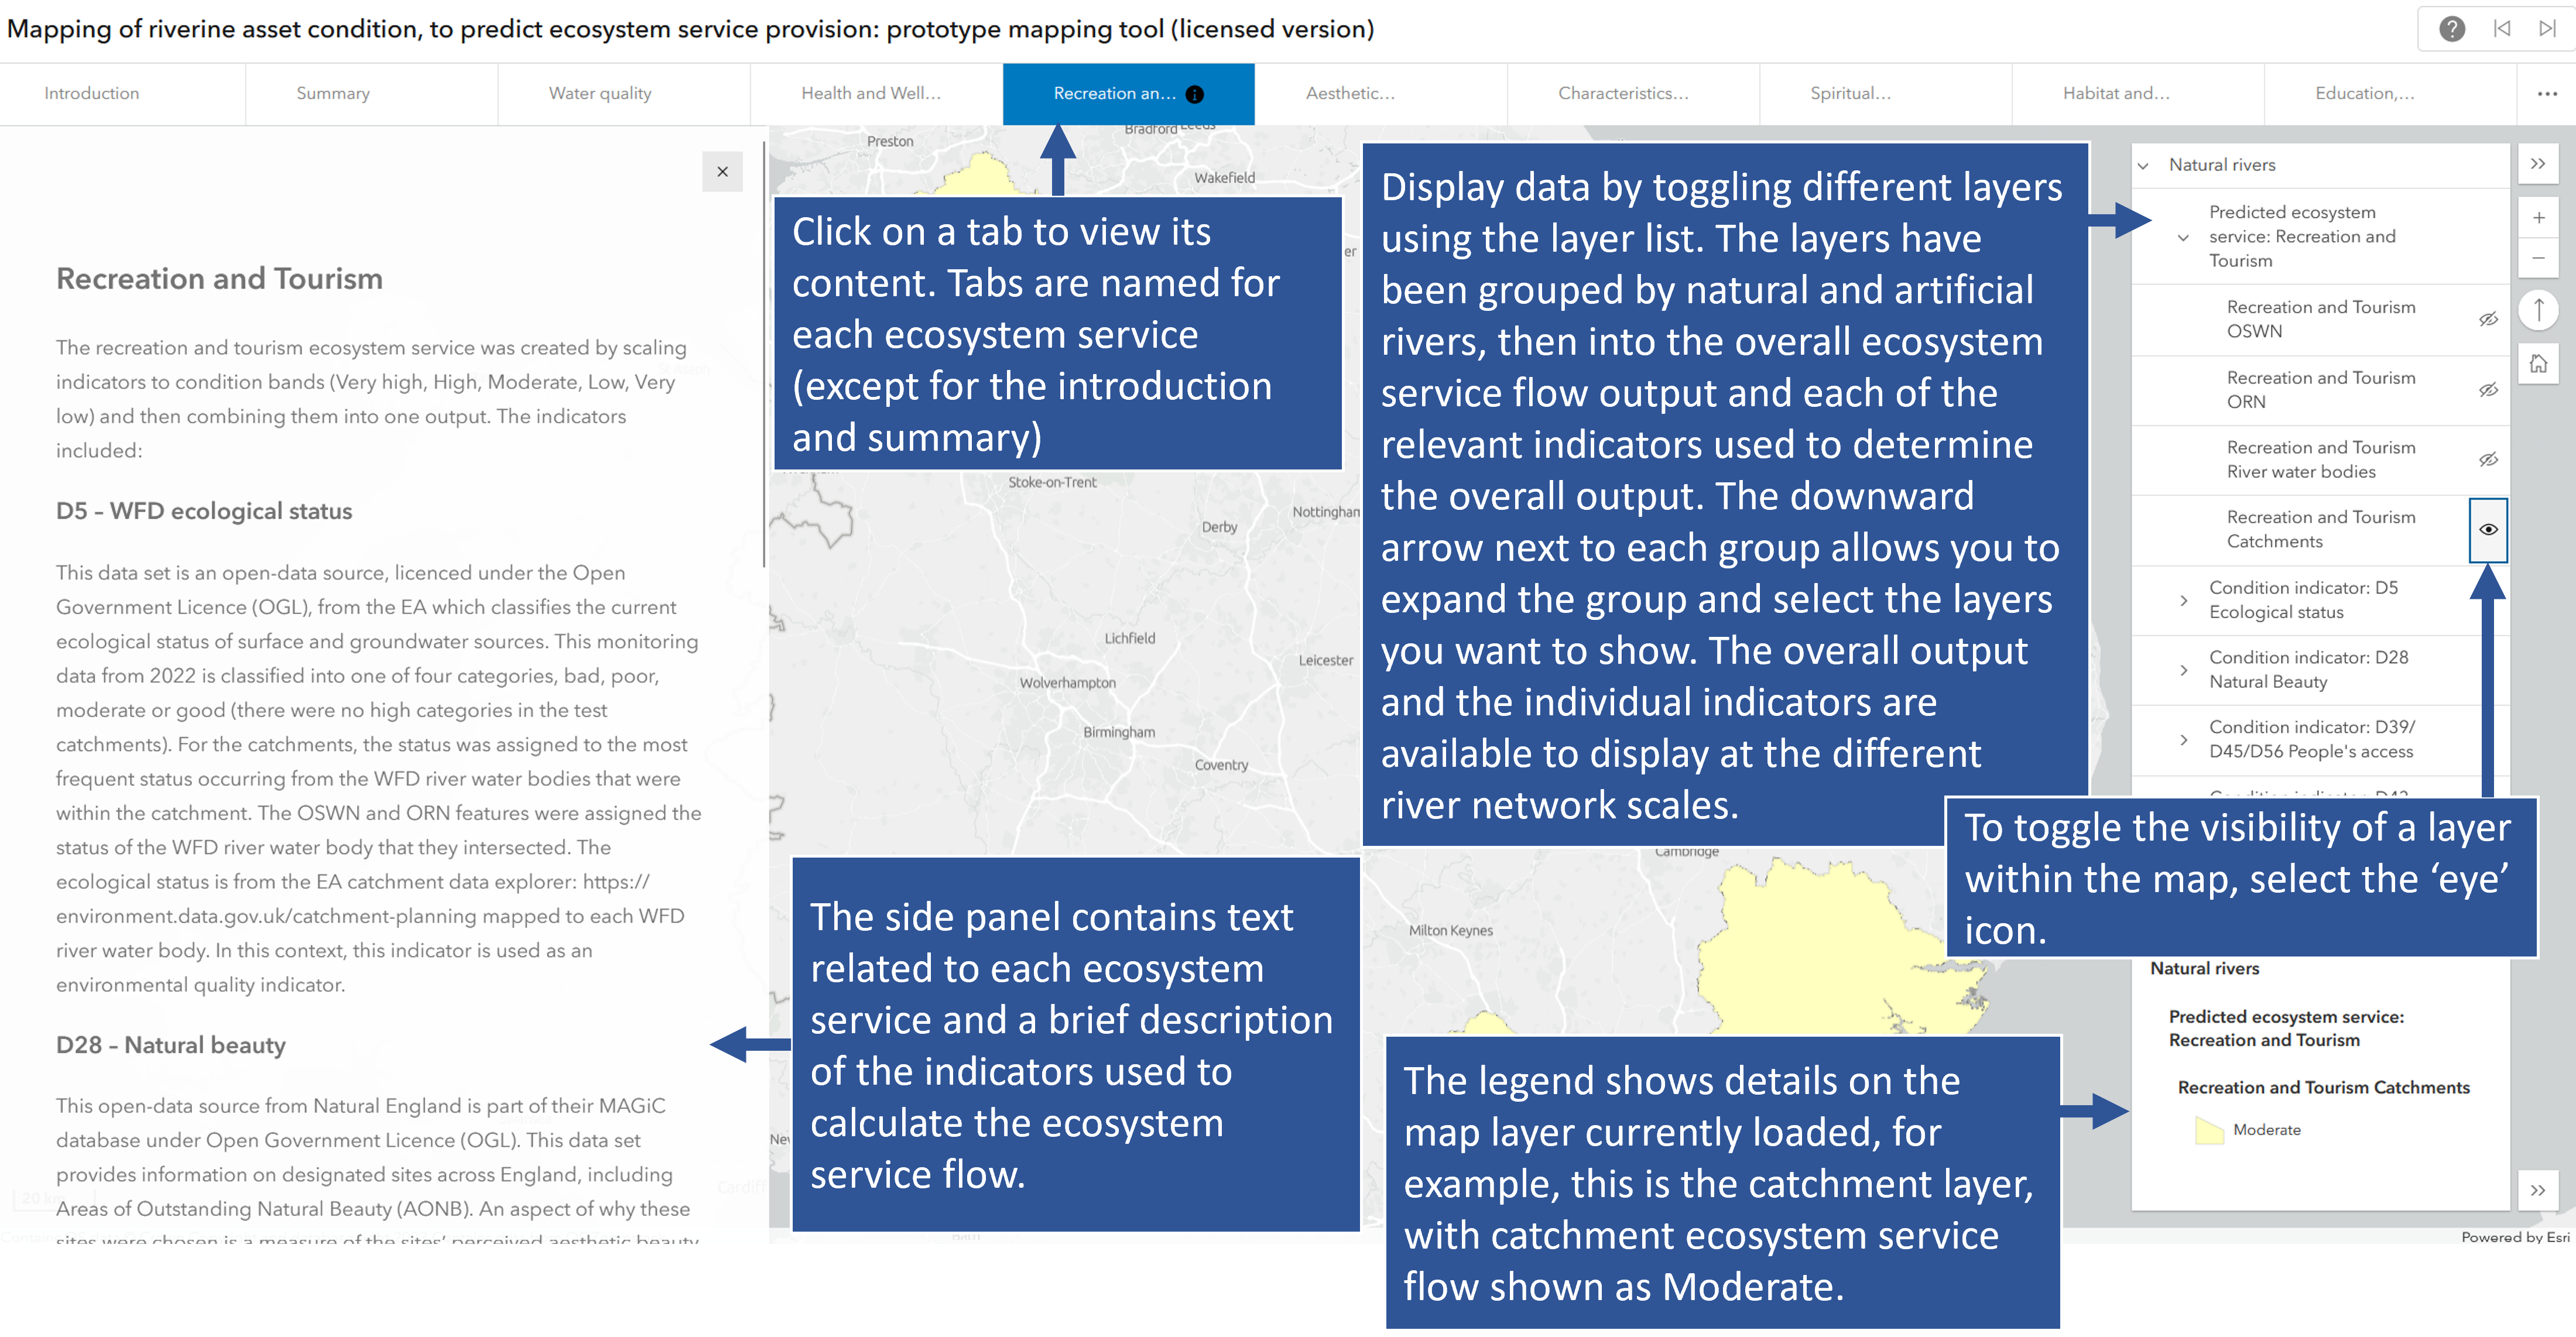 Mapping of riverine asset condition, to predict ecosystem service provision: prototype mapping tool (licensed version)
Introduction
Summary
Water quality
Health and Well...
Recreation an...
Aesthetic...
Characteristics...
Spiritual...
Habitat and...
Education,...
Recreation and Tourism
The recreation and tourism ecosystem service was created by scaling
indicators to condition bands (Very high, High, Moderate, Low, Very
low) and then combining them into one output. The indicators
included:
D5 – WFD ecological status
This data set is an open-data source, licenced under the Open
Government Licence (OGL), from the EA which classifies the current
ecological status of surface and groundwater sources. This monitoring
data from 2022 is classified into one of four categories, bad, poor,
moderate or good (there were no high categories in the test
catchments). For the catchments, the status was assigned to the most
frequent status occurring from the WFD river water bodies that were
within the catchment. The OSWN and ORN features were assigned the
status of the WFD river water body that they intersected. The
ecological status is from the EA catchment data explorer: https://
environment.data.gov.uk/catchment-planning mapped to each WFD
river water body. In this context, this indicator is used as an
environmental quality indicator.
D28 – Natural beauty
This open-data source from Natural England is part of their MAGiC
database under Open Government Licence (OGL). This data set
provides information on designated sites across England, including
Areas of Outstanding Natural Beauty (AONB). An aspect of why these
sites were chosen is a measure of the sites' perceived aesthetic beauty
20 km
Cardiff
Preston
Bradford
Leeds
Wakefield
Click on a tab to view its
content. Tabs are named for
each ecosystem service
(except for the introduction
and summary)
Stoke-on-Trent
Derby
Nottingham
Lichfield
Leicester
Wolverhampton
Birmingham
Coventry
Cambridge
Milton Keynes
The side panel contains text
related to each ecosystem
service and a brief description
of the indicators used to
calculate the ecosystem
service flow.
Display data by toggling different layers
using the layer list. The layers have
been grouped by natural and artificial
rivers, then into the overall ecosystem
service flow output and each of the
relevant indicators used to determine
the overall output. The downward
arrow next to each group allows you to
expand the group and select the layers
you want to show. The overall output
and the individual indicators are
available to display at the different
river network scales.
Natural rivers
Predicted ecosystem
service: Recreation and
Tourism
Recreation and Tourism
OSWN
Recreation and Tourism
ORN
Recreation and Tourism
River water bodies
Recreation and Tourism
Catchments
Condition indicator: D5
Ecological status
Condition indicator: D28
Natural Beauty
Condition indicator: D39/
D45/D56 People's access
To toggle the visibility of a layer
within the map, select the ‘eye’
icon.
Natural rivers
Predicted ecosystem service:
Recreation and Tourism
Recreation and Tourism Catchments
Moderate
The legend shows details on the
map layer currently loaded, for
example, this is the catchment layer,
with catchment ecosystem service
flow shown as Moderate.
Powered by Esri